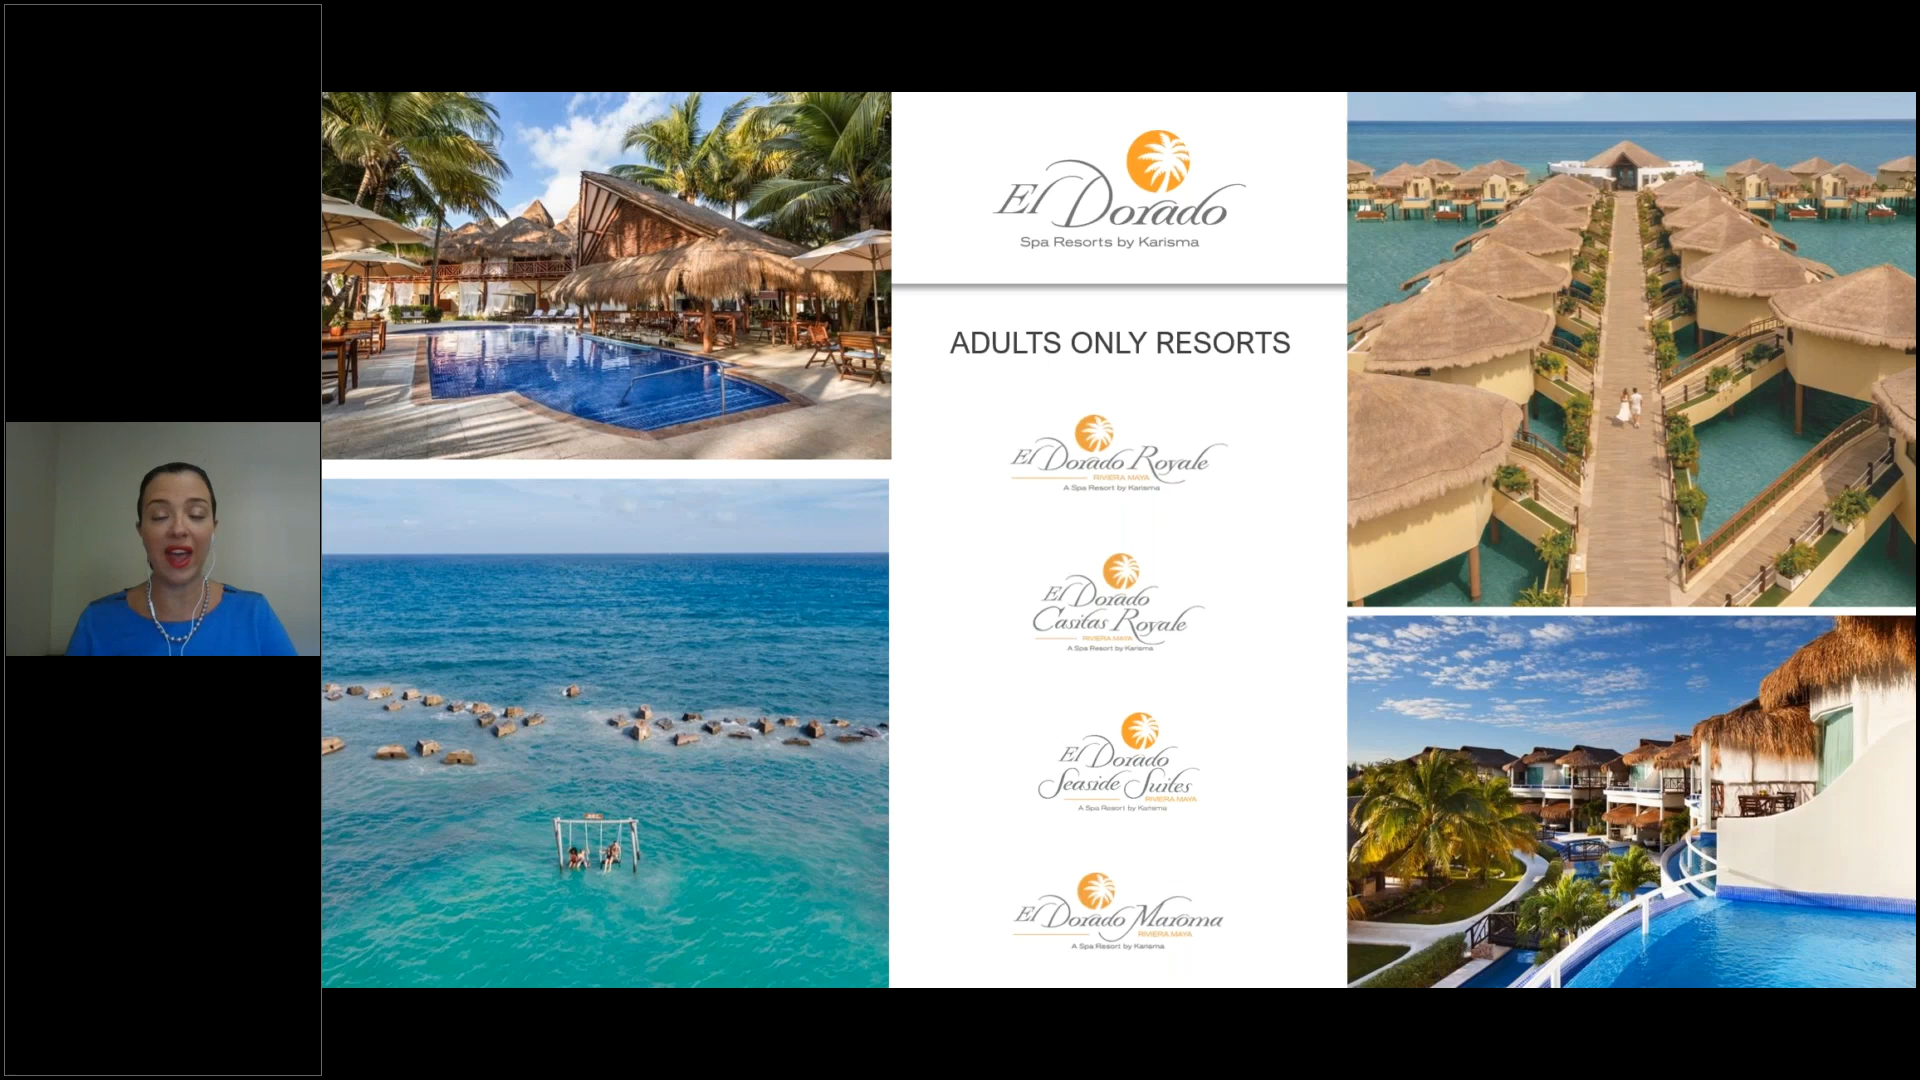 El Dorado
Spa Resorts by Karisma
ADULTS ONLY RESORTS
El Dorado Royale
RIVIERA MAYA
A Spa Resort by Karisma
El Dorado
Casitas Royale
RIVIERA MAYA
A Spa Resort by Karisma
El Dorado
Seaside Suites
RIVIERA MAYA
A Spa Resort by Karisma
El Dorado Maroma
RIVIERA MAYA
A Spa Resort by Karisma